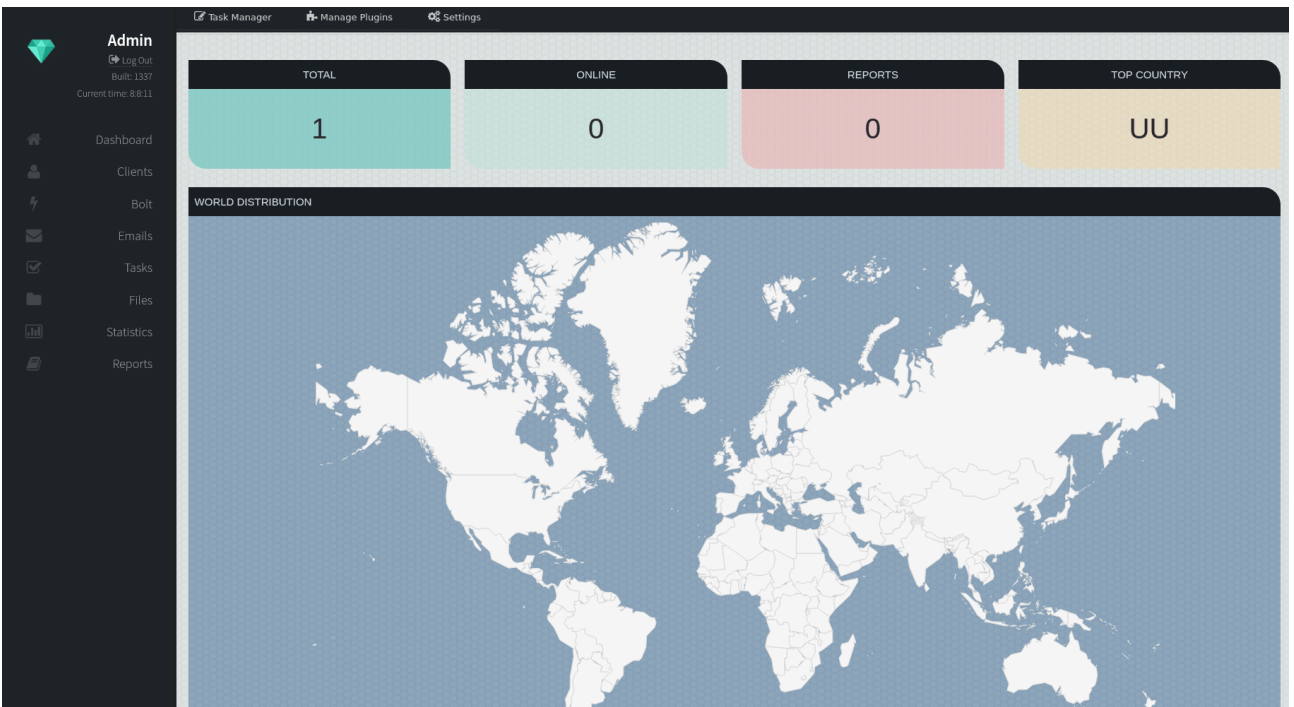 Task Manager
Manage Plugins
Settings
Admin
Log Out
Built: 1337
Current time: 8:8:11
Dashboard
Clients
Bolt
Emails
Tasks
Files
Statistics
Reports
TOTAL
1
ONLINE
0
REPORTS
0
TOP COUNTRY
UU
WORLD DISTRIBUTION